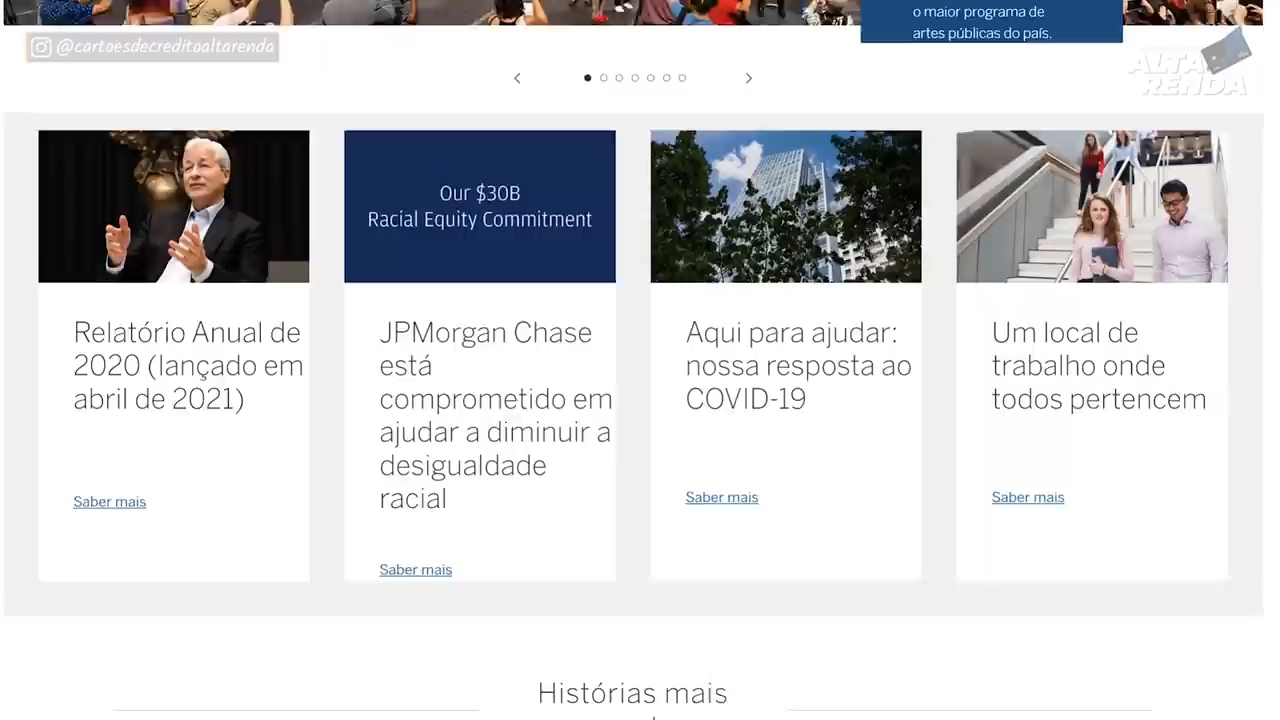 o maior programa de
artes públicas do país.
@cartoesdecreditoaltarenda
ALTA
RENDA
Our $30B
Racial Equity Commitment
Relatório Anual de
2020 (lançado em
abril de 2021)
Saber mais
JPMorgan Chase
está
comprometido em
ajudar a diminuir a
desigualdade
racial
Saber mais
Aqui para ajudar:
nossa resposta ao
COVID-19
Saber mais
Um local de
trabalho onde
todos pertencem
Saber mais
Histórias mais